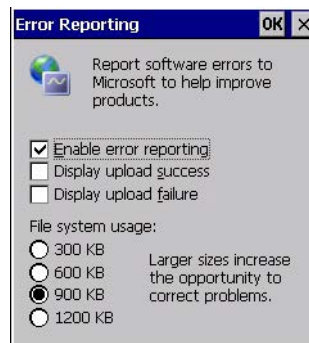 Error Reporting OK ×
Report software errors to
Microsoft to help improve
products.
Enable error reporting
Display upload success
Display upload failure
File system usage:
300 KB
600 KB
900 KB
1200 KB
Larger sizes increase
the opportunity to
correct problems.